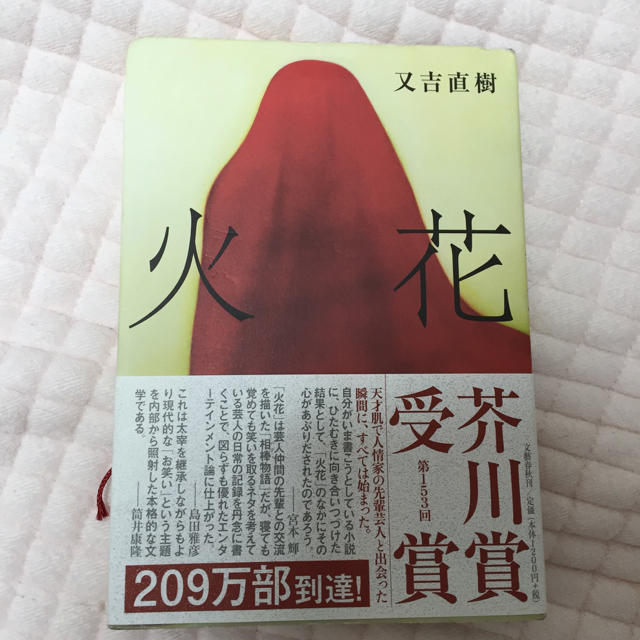 又吉直樹
火花
芥川賞
受賞
第153回
文藝春秋刊 定価(本体1200円+税)
天才肌で人情家の先輩芸人と出会った
瞬間に、すべては始まった。
自分がいま書こうとしている小説
に、ひたむきに向き合いつづけた
結果として、「火花」のなかにその
心があぶりだされたのであろう。
――宮本 輝
「火花」は芸人仲間の先輩との交流
を描いた「相棒物語」だが、寝ても
覚めても笑いを取るネタを考えて
いる芸人の日常の記録を丹念に書
くことで、図らずも優れたエンタ
ーテインメント論に仕上がった。
――島田雅彦
これは太宰を継承しながらもよ
り現代的な「お笑い」という主題
を内部から照射した本格的な文
学である。
――筒井康隆
209万部到達!